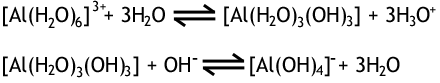 [Al(H₂O)₆]³⁺+ 3H₂O ⇌ [Al(H₂O)₃(OH)₃] + 3H₃O⁺
[Al(H₂O)₃(OH)₃] + OH⁻ ⇌ [Al(OH)₄]⁻+ 3H₂O